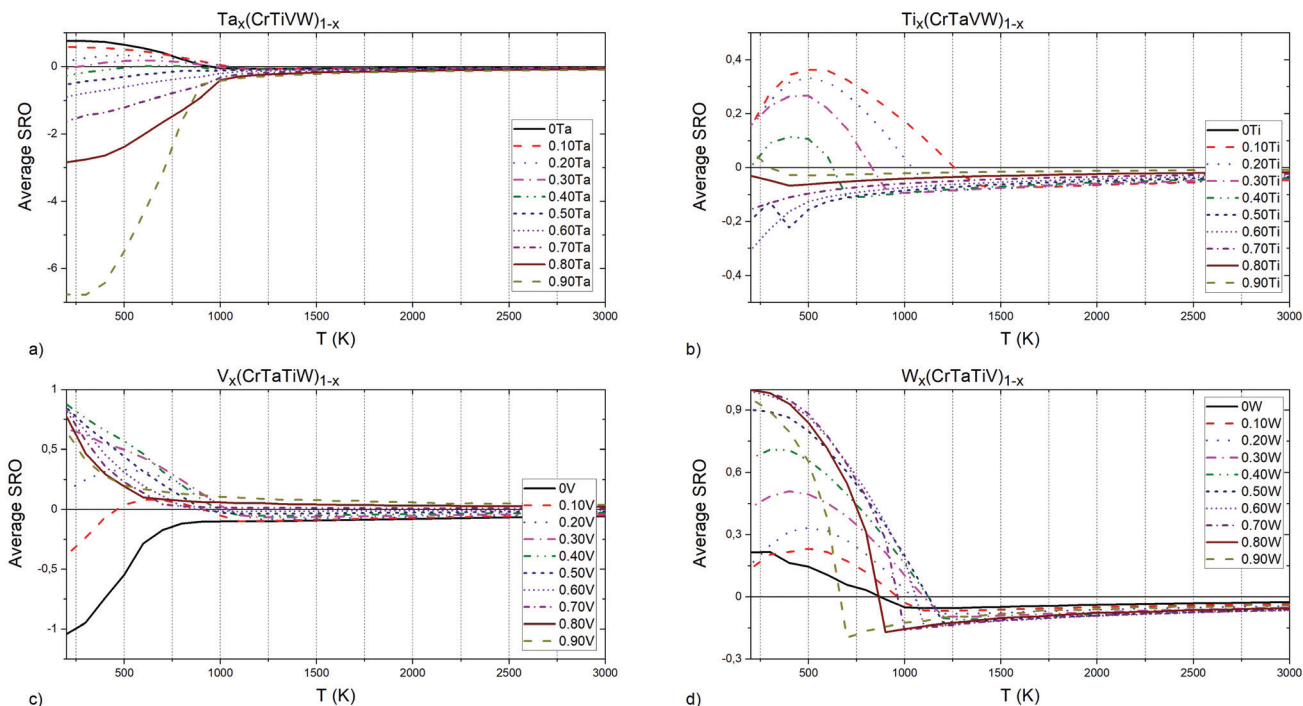 Taₓ(CrTiVW)₁₋ₓ
Average SRO
0
-2
-4
-6
500
1000
1500
2000
2500
3000
T (K)
0Ta
0.10Ta
0.20Ta
0.30Ta
0.40Ta
0.50Ta
0.60Ta
0.70Ta
0.80Ta
0.90Ta
a)
Tiₓ(CrTaVW)₁₋ₓ
Average SRO
0,4
0,2
0
-0,2
-0,4
500
1000
1500
2000
2500
3000
T (K)
0Ti
0.10Ti
0.20Ti
0.30Ti
0.40Ti
0.50Ti
0.60Ti
0.70Ti
0.80Ti
0.90Ti
b)
Vₓ(CrTaTiW)₁₋ₓ
Average SRO
1
0,5
0
-0,5
-1
500
1000
1500
2000
2500
3000
T (K)
0V
0.10V
0.20V
0.30V
0.40V
0.50V
0.60V
0.70V
0.80V
0.90V
c)
Wₓ(CrTaTiV)₁₋ₓ
Average SRO
0,9
0,6
0,3
0
-0,3
500
1000
1500
2000
2500
3000
T (K)
0W
0.10W
0.20W
0.30W
0.40W
0.50W
0.60W
0.70W
0.80W
0.90W
d)